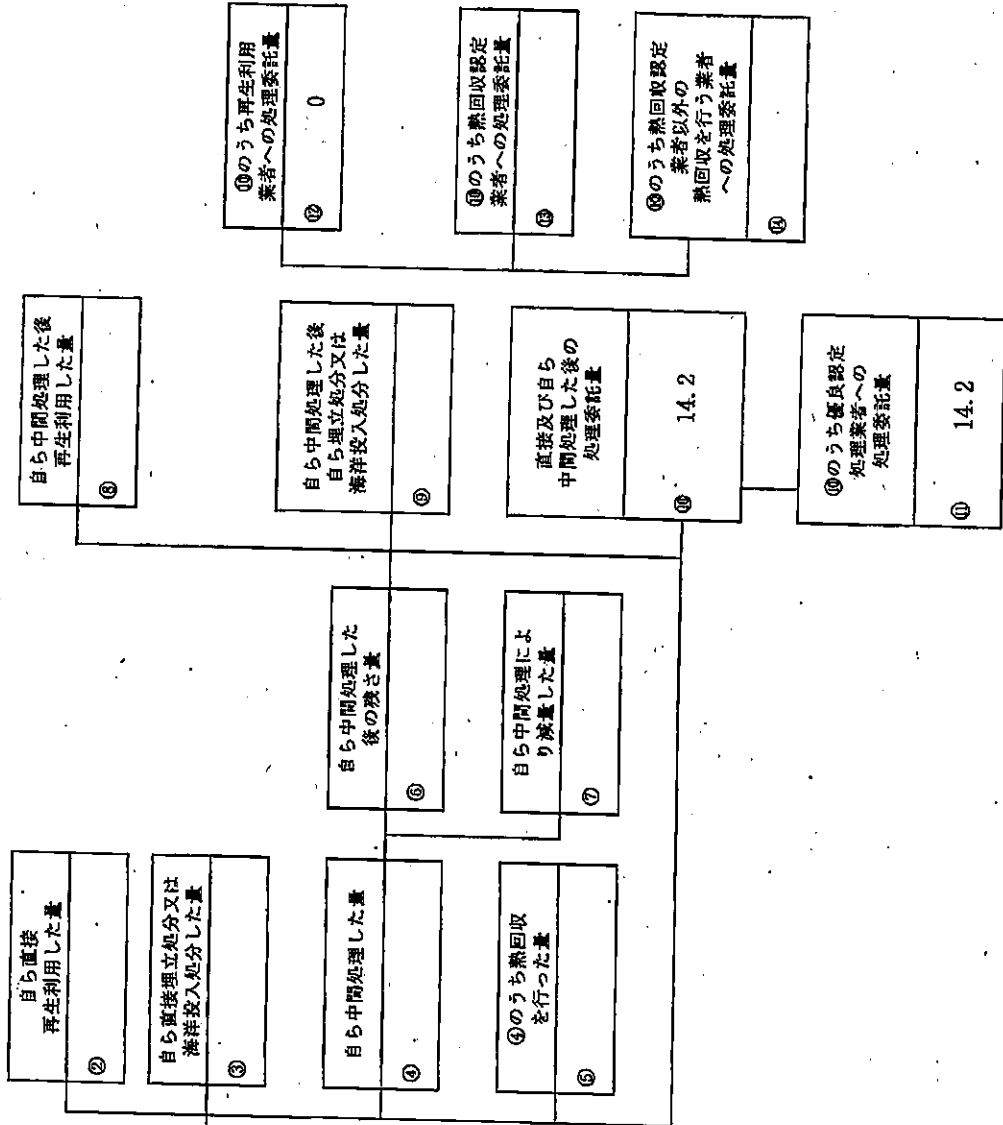 自ら直接
再生利用した量
②
自ら直接埋立処分又は
海洋投入処分した量
③
自ら中間処理した量
④
④のうち熱回収
を行った量
⑤
自ら中間処理した
後の残さ量
⑥
自ら中間処理によ
り減量した量
⑦
自ら中間処理した後
再生利用した量
⑧
自ら中間処理した後
自ら埋立処分又は
海洋投入処分した量
⑨
直接及び自ら
中間処理した後の
処理委託量
⑩ 14.2
⑩のうち優良認定
処理業者への
処理委託量
⑪ 14.2
⑩のうち再生利用
業者への処理委託量
⑫ 0
⑩のうち熱回収認定
業者への処理委託量
⑬
⑩のうち熱回収認定
業者以外の
熱回収を行う業者
への処理委託量
⑭